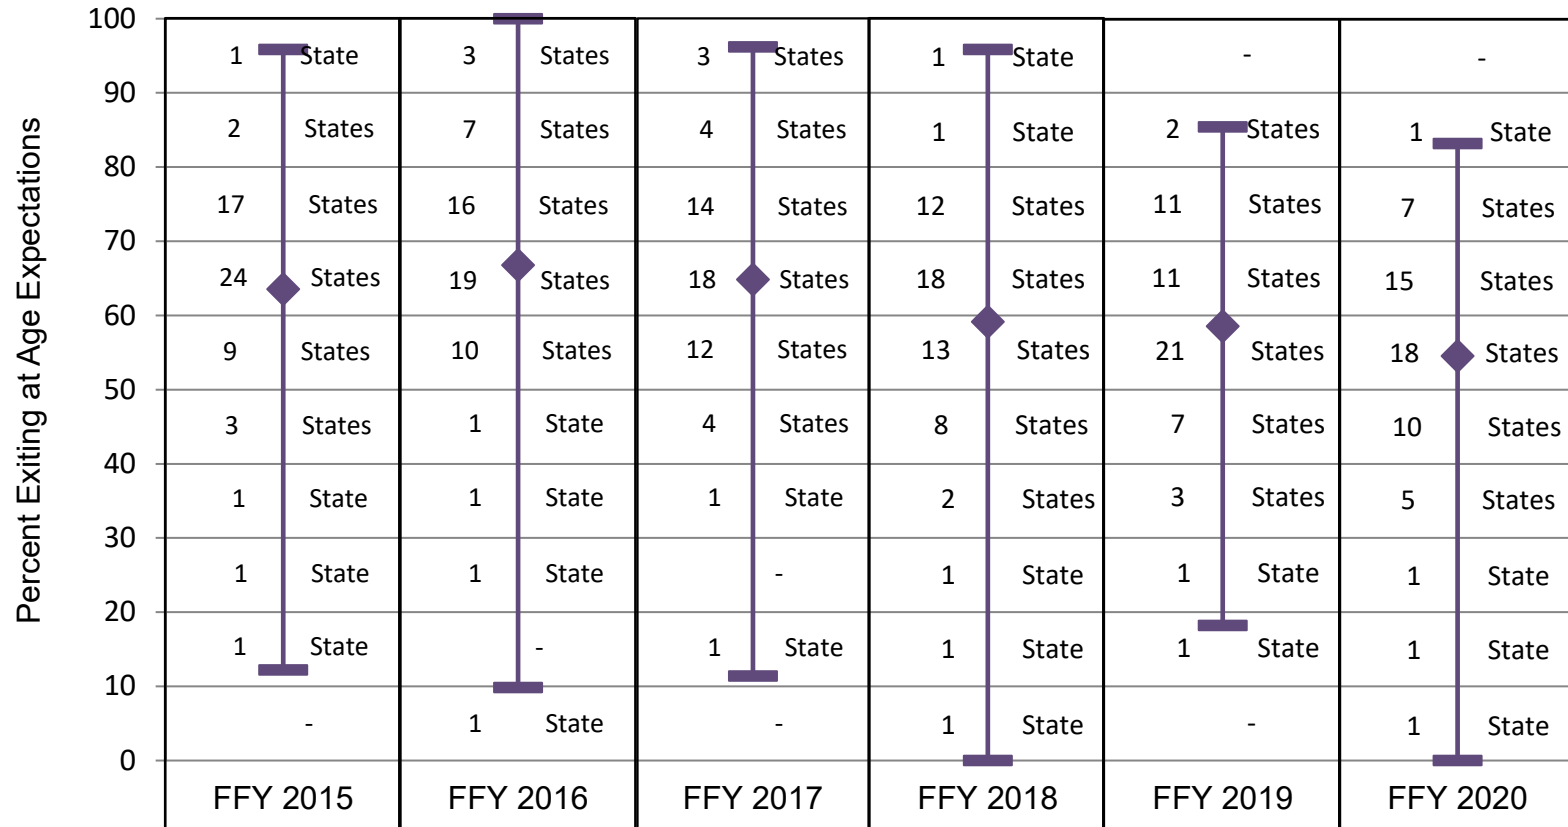 Percent Exiting at Age Expectations
100
1 State 3 States 3 States 1 State - -
90
2 States 7 States 4 States 1 State 2 States 1 State
80
17 States 16 States 14 States 12 States 11 States 7 States
70
24 States 19 States 18 States 18 States 11 States 15 States
60
9 States 10 States 12 States 13 States 21 States 18 States
50
3 States 1 State 4 States 8 States 7 States 10 States
40
1 State 1 State 1 State 2 States 3 States 5 States
30
1 State 1 State - 1 State 1 State 1 State
20
1 State - 1 State 1 State 1 State 1 State
10
- 1 State - 1 State - 1 State
0
FFY 2015 FFY 2016 FFY 2017 FFY 2018 FFY 2019 FFY 2020